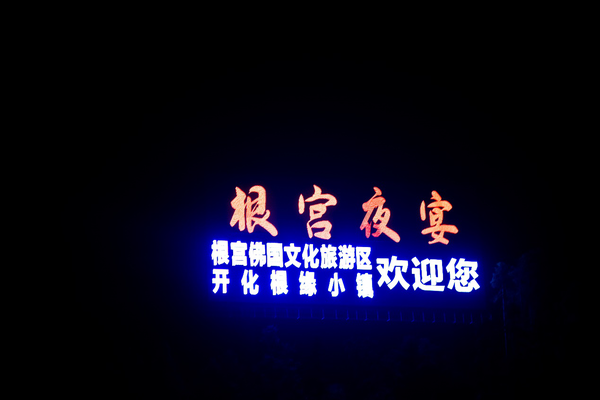 根宫夜宴
根宫佛国文化旅游区
开化根缘小镇
欢迎您